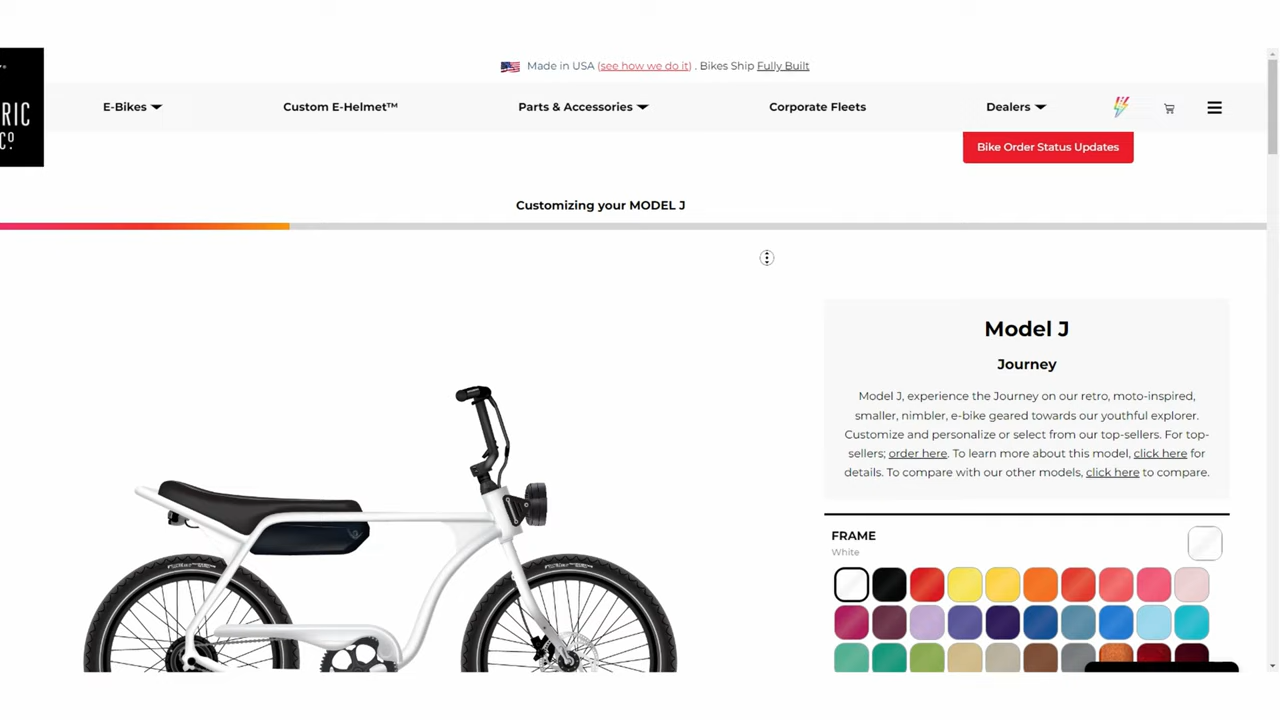 Made in USA (see how we do it) . Bikes Ship Fully Built
RIC
Cº
E-Bikes
Custom E-Helmet™
Parts & Accessories
Corporate Fleets
Dealers
Bike Order Status Updates
Customizing your MODEL J
Model J
Journey
Model J, experience the Journey on our retro, moto-inspired,
smaller, nimbler, e-bike geared towards our youthful explorer.
Customize and personalize or select from our top-sellers. For top-
sellers; order here. To learn more about this model, click here for
details. To compare with our other models, click here to compare.
FRAME
White